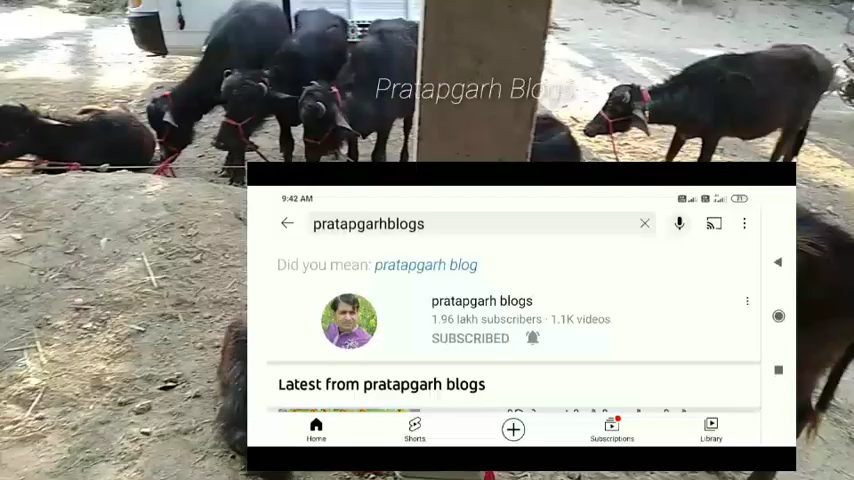 Pratapgarh Blogs
9:42 AM
pratapgarhblogs
Did you mean: pratapgarh blog
pratapgarh blogs
1.96 lakh subscribers · 1.1K videos
SUBSCRIBED
Latest from pratapgarh blogs
Home
Shorts
Subscriptions
Library